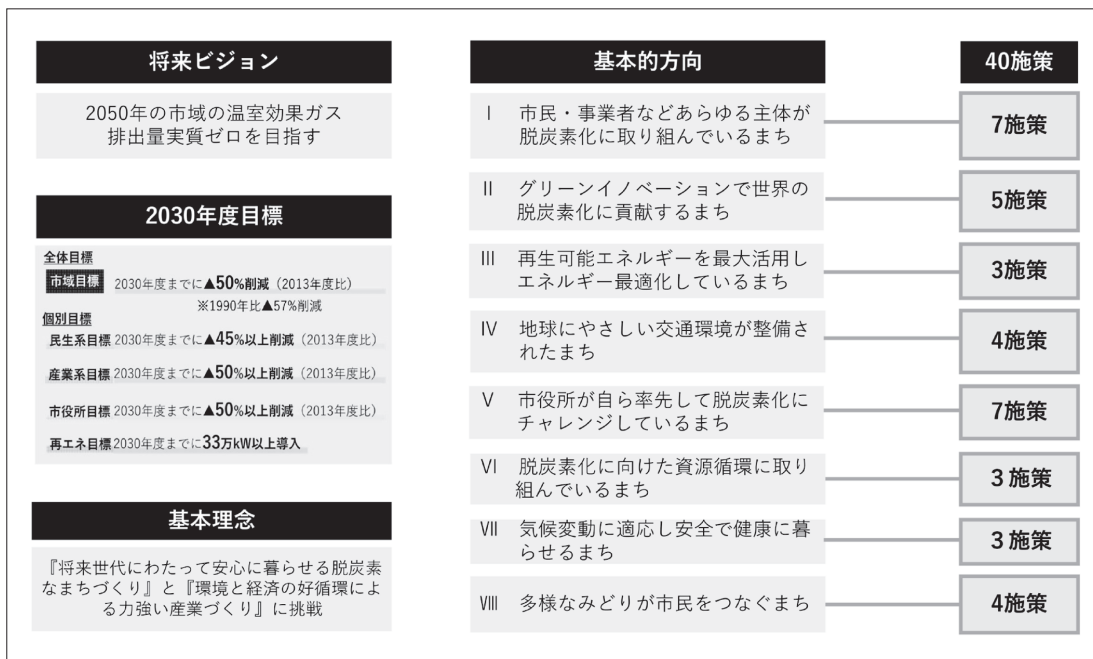 将来ビジョン
2050年の市域の温室効果ガス
排出量実質ゼロを目指す
2030年度目標
全体目標
市域目標 2030年度までに▲50%削減（2013年度比）
※1990年比▲57%削減
個別目標
民生系目標 2030年度までに▲45%以上削減（2013年度比）
産業系目標 2030年度までに▲50%以上削減（2013年度比）
市役所目標 2030年度までに▲50%以上削減（2013年度比）
再エネ目標 2030年度までに33万kW以上導入
基本理念
『将来世代にわたって安心に暮らせる脱炭素
なまちづくり』と『環境と経済の好循環によ
る力強い産業づくり』に挑戦
基本的方向
40施策
Ⅰ 市民・事業者などあらゆる主体が
脱炭素化に取り組んでいるまち
7施策
Ⅱ グリーンイノベーションで世界の
脱炭素化に貢献するまち
5施策
Ⅲ 再生可能エネルギーを最大活用し
エネルギー最適化しているまち
3施策
Ⅳ 地球にやさしい交通環境が整備さ
れたまち
4施策
Ⅴ 市役所が自ら率先して脱炭素化に
チャレンジしているまち
7施策
Ⅵ 脱炭素化に向けた資源循環に取り
組んでいるまち
3施策
Ⅶ 気候変動に適応し安全で健康に暮
らせるまち
3施策
Ⅷ 多様なみどりが市民をつなぐまち
4施策